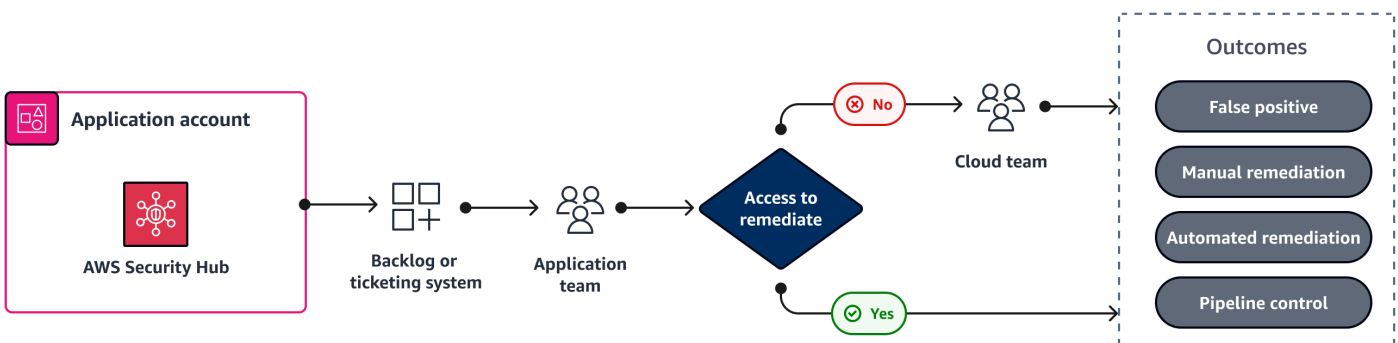 Application account
AWS Security Hub
Backlog or
ticketing system
Application
team
Access to
remediate
No
Cloud team
Yes
Outcomes
False positive
Manual remediation
Automated remediation
Pipeline control